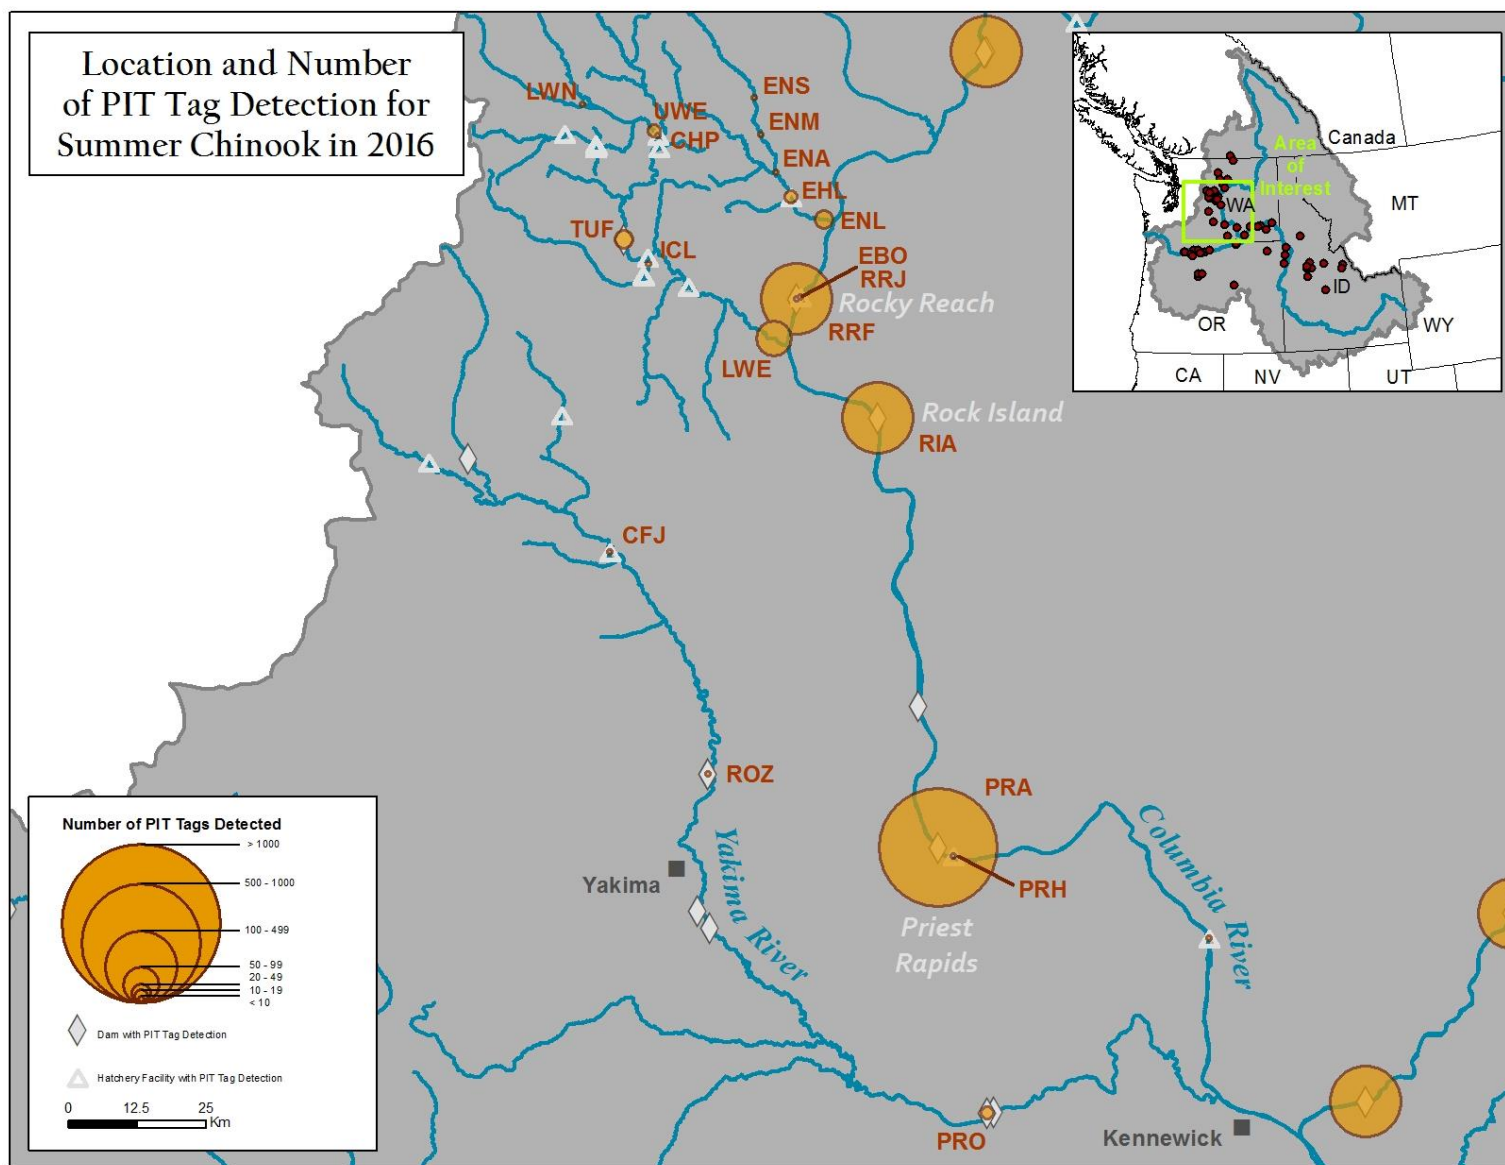 Location and Number
of PIT Tag Detection for
Summer Chinook in 2016
LWN
UWE
CHP
ENS
ENM
ENA
EHL
ENL
TUF
ICL
EBO
RRJ
Rocky Reach
RRF
LWE
Rock Island
RIA
CFJ
ROZ
PRA
PRH
Priest
Rapids
Yakima
Yakima River
Columbia River
PRO
Kennewick
Canada
Area
of
Interest
WA
MT
ID
OR
WY
CA
NV
UT
Number of PIT Tags Detected
> 1000
500 - 1000
100 - 499
50 - 99
20 - 49
10 - 19
< 10
Dam with PIT Tag Detection
Hatchery Facility with PIT Tag Detection
0
12.5
25
Km